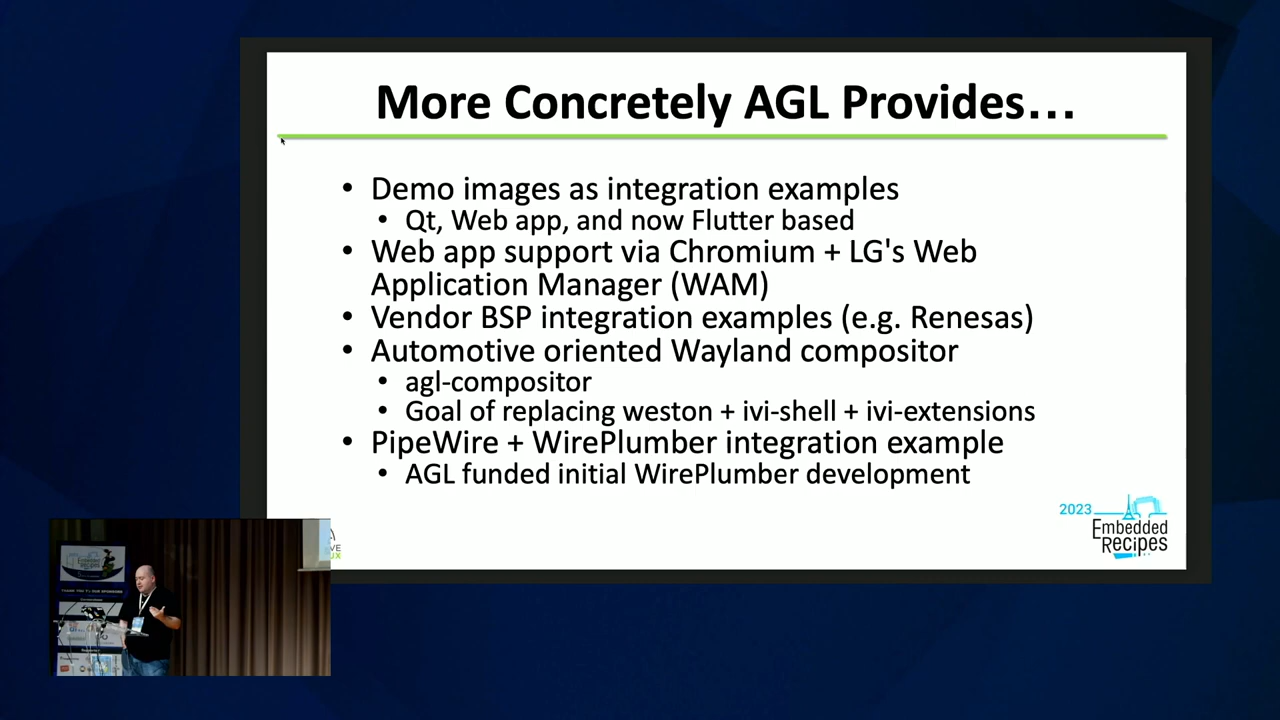 More Concretely AGL Provides...
• Demo images as integration examples
• Qt, Web app, and now Flutter based
• Web app support via Chromium + LG's Web
Application Manager (WAM)
• Vendor BSP integration examples (e.g. Renesas)
• Automotive oriented Wayland compositor
• agl-compositor
• Goal of replacing weston + ivi-shell + ivi-extensions
• PipeWire + WirePlumber integration example
• AGL funded initial WirePlumber development
2023
Embedded
Recipes